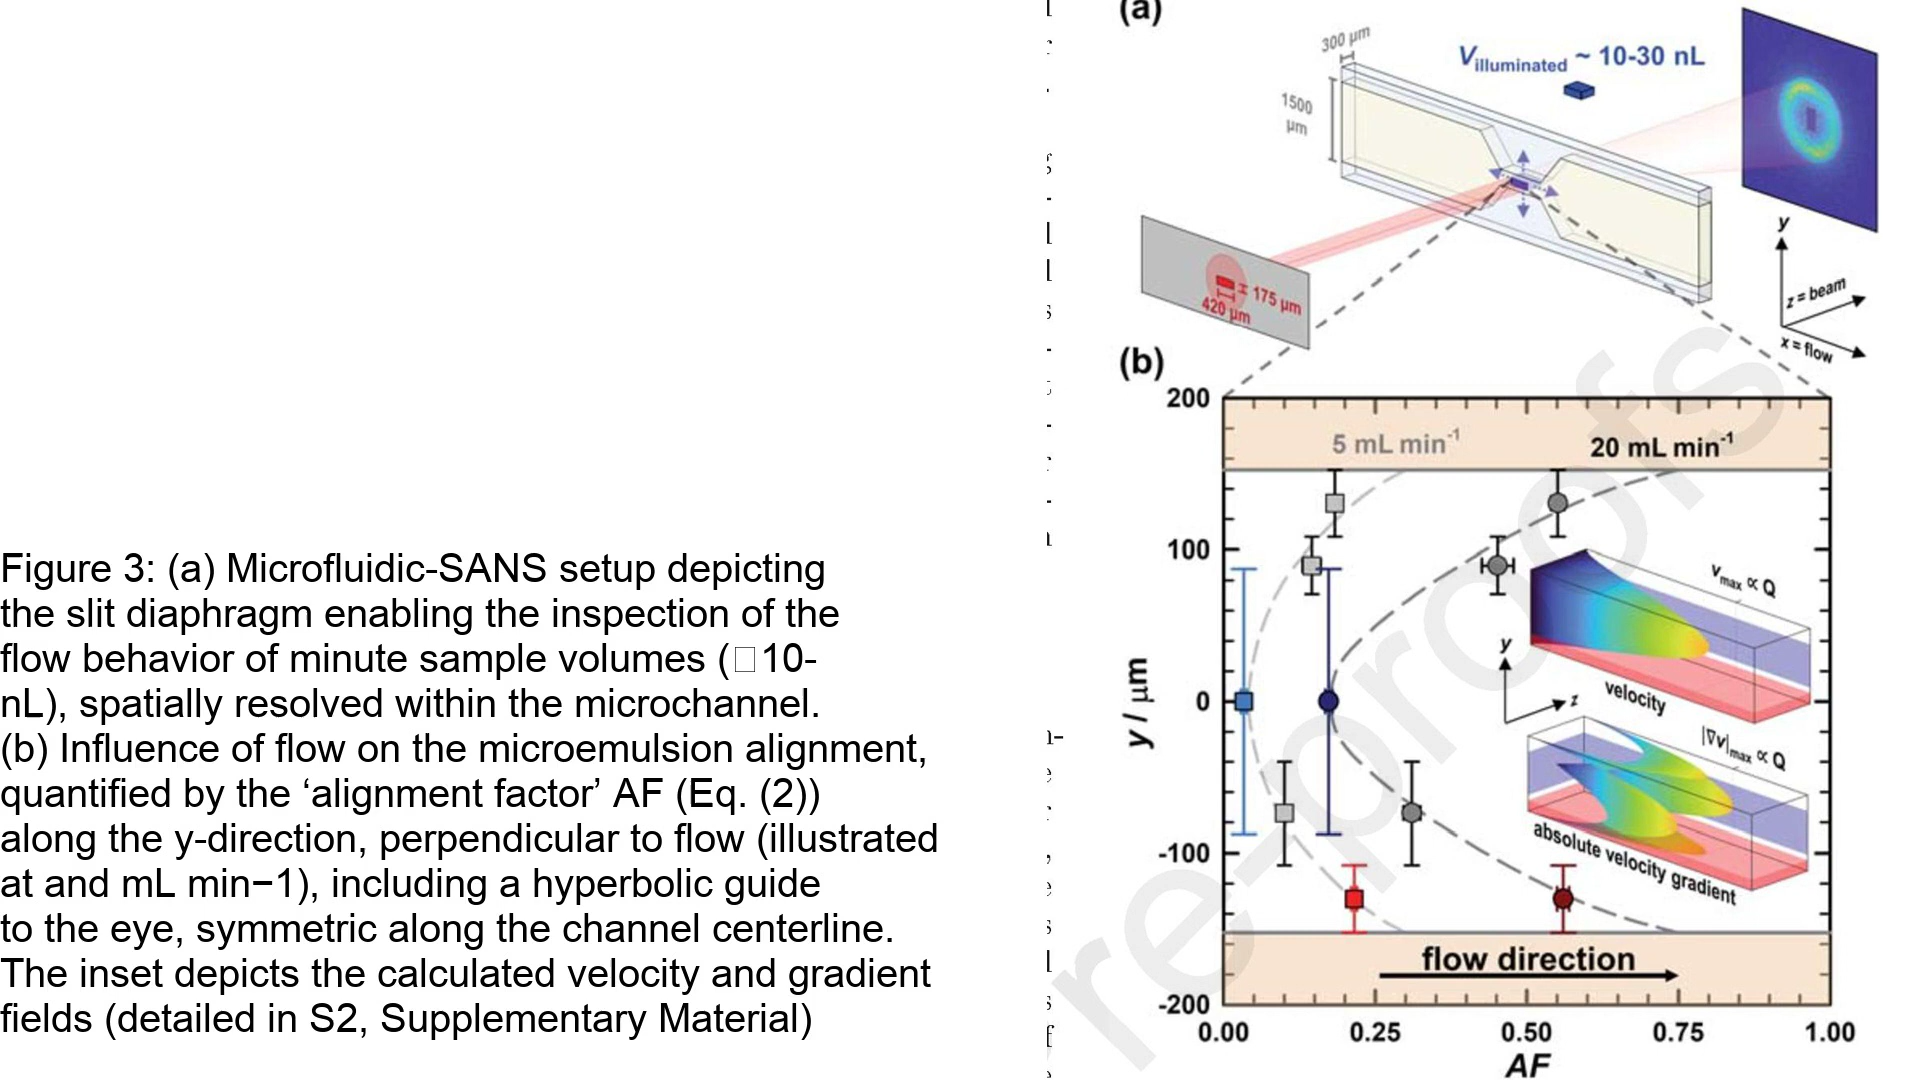 Figure 3: (a) Microfluidic-SANS setup depicting
the slit diaphragm enabling the inspection of the
flow behavior of minute sample volumes (□10-
nL), spatially resolved within the microchannel.
(b) Influence of flow on the microemulsion alignment,
quantified by the ‘alignment factor’ AF (Eq. (2))
along the y-direction, perpendicular to flow (illustrated
at and mL min−1), including a hyperbolic guide
to the eye, symmetric along the channel centerline.
The inset depicts the calculated velocity and gradient
fields (detailed in S2, Supplementary Material)
(a)
300 µm
V illuminated ~ 10-30 nL
1500
µm
175 µm
420 µm
y
z = beam
x = flow
(b)
200
5 mL min-1
20 mL min-1
100
vmax ∝ Q
y
z
velocity
0
y / µm
|∇v|max ∝ Q
absolute velocity gradient
-100
flow direction
-200
0.00 0.25 0.50 0.75 1.00
AF
re-proofs